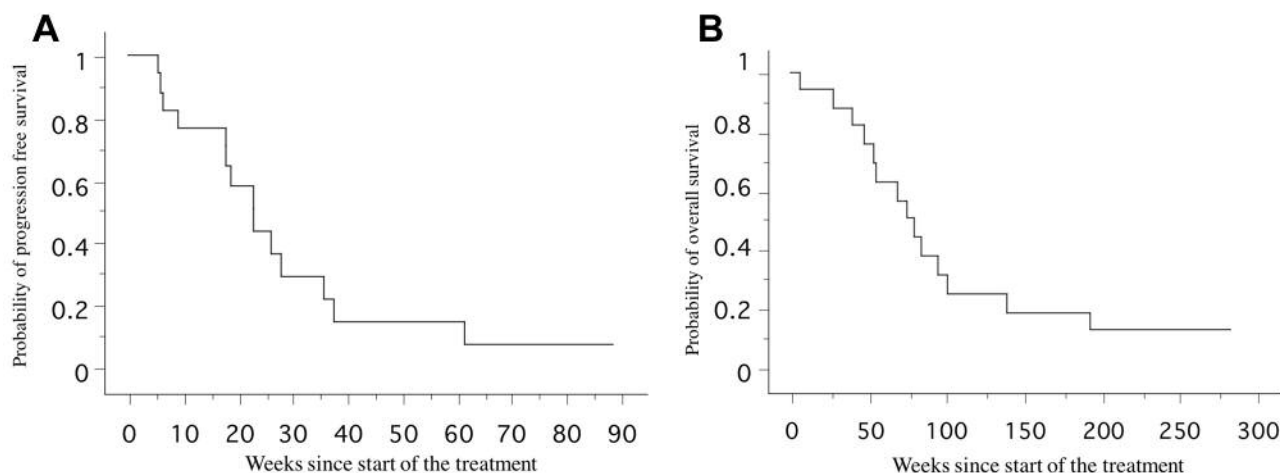 A
Probability of progression free survival
1
0.8
0.6
0.4
0.2
0
0 10 20 30 40 50 60 70 80 90
Weeks since start of the treatment
B
Probability of overall survival
1
0.8
0.6
0.4
0.2
0
0 50 100 150 200 250 300
Weeks since start of the treatment